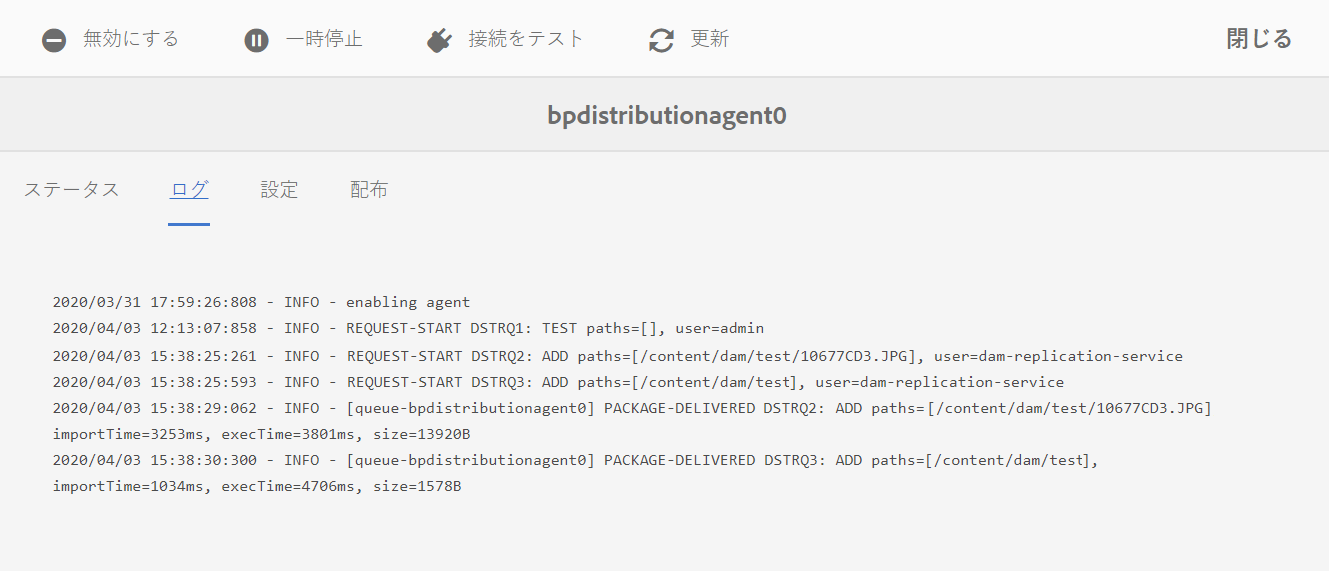 無効にする 一時停止 接続をテスト 更新 閉じる
bpdistributionagent0
ステータス ログ 設定 配布
2020/03/31 17:59:26:808 - INFO - enabling agent
2020/04/03 12:13:07:858 - INFO - REQUEST-START DSTRQ1: TEST paths=[], user=admin
2020/04/03 15:38:25:261 - INFO - REQUEST-START DSTRQ2: ADD paths=[/content/dam/test/10677CD3.JPG], user=dam-replication-service
2020/04/03 15:38:25:593 - INFO - REQUEST-START DSTRQ3: ADD paths=[/content/dam/test], user=dam-replication-service
2020/04/03 15:38:29:062 - INFO - [queue-bpdistributionagent0] PACKAGE-DELIVERED DSTRQ2: ADD paths=[/content/dam/test/10677CD3.JPG]
importTime=3253ms, execTime=3801ms, size=13920B
2020/04/03 15:38:30:300 - INFO - [queue-bpdistributionagent0] PACKAGE-DELIVERED DSTRQ3: ADD paths=[/content/dam/test],
importTime=1034ms, execTime=4706ms, size=1578B